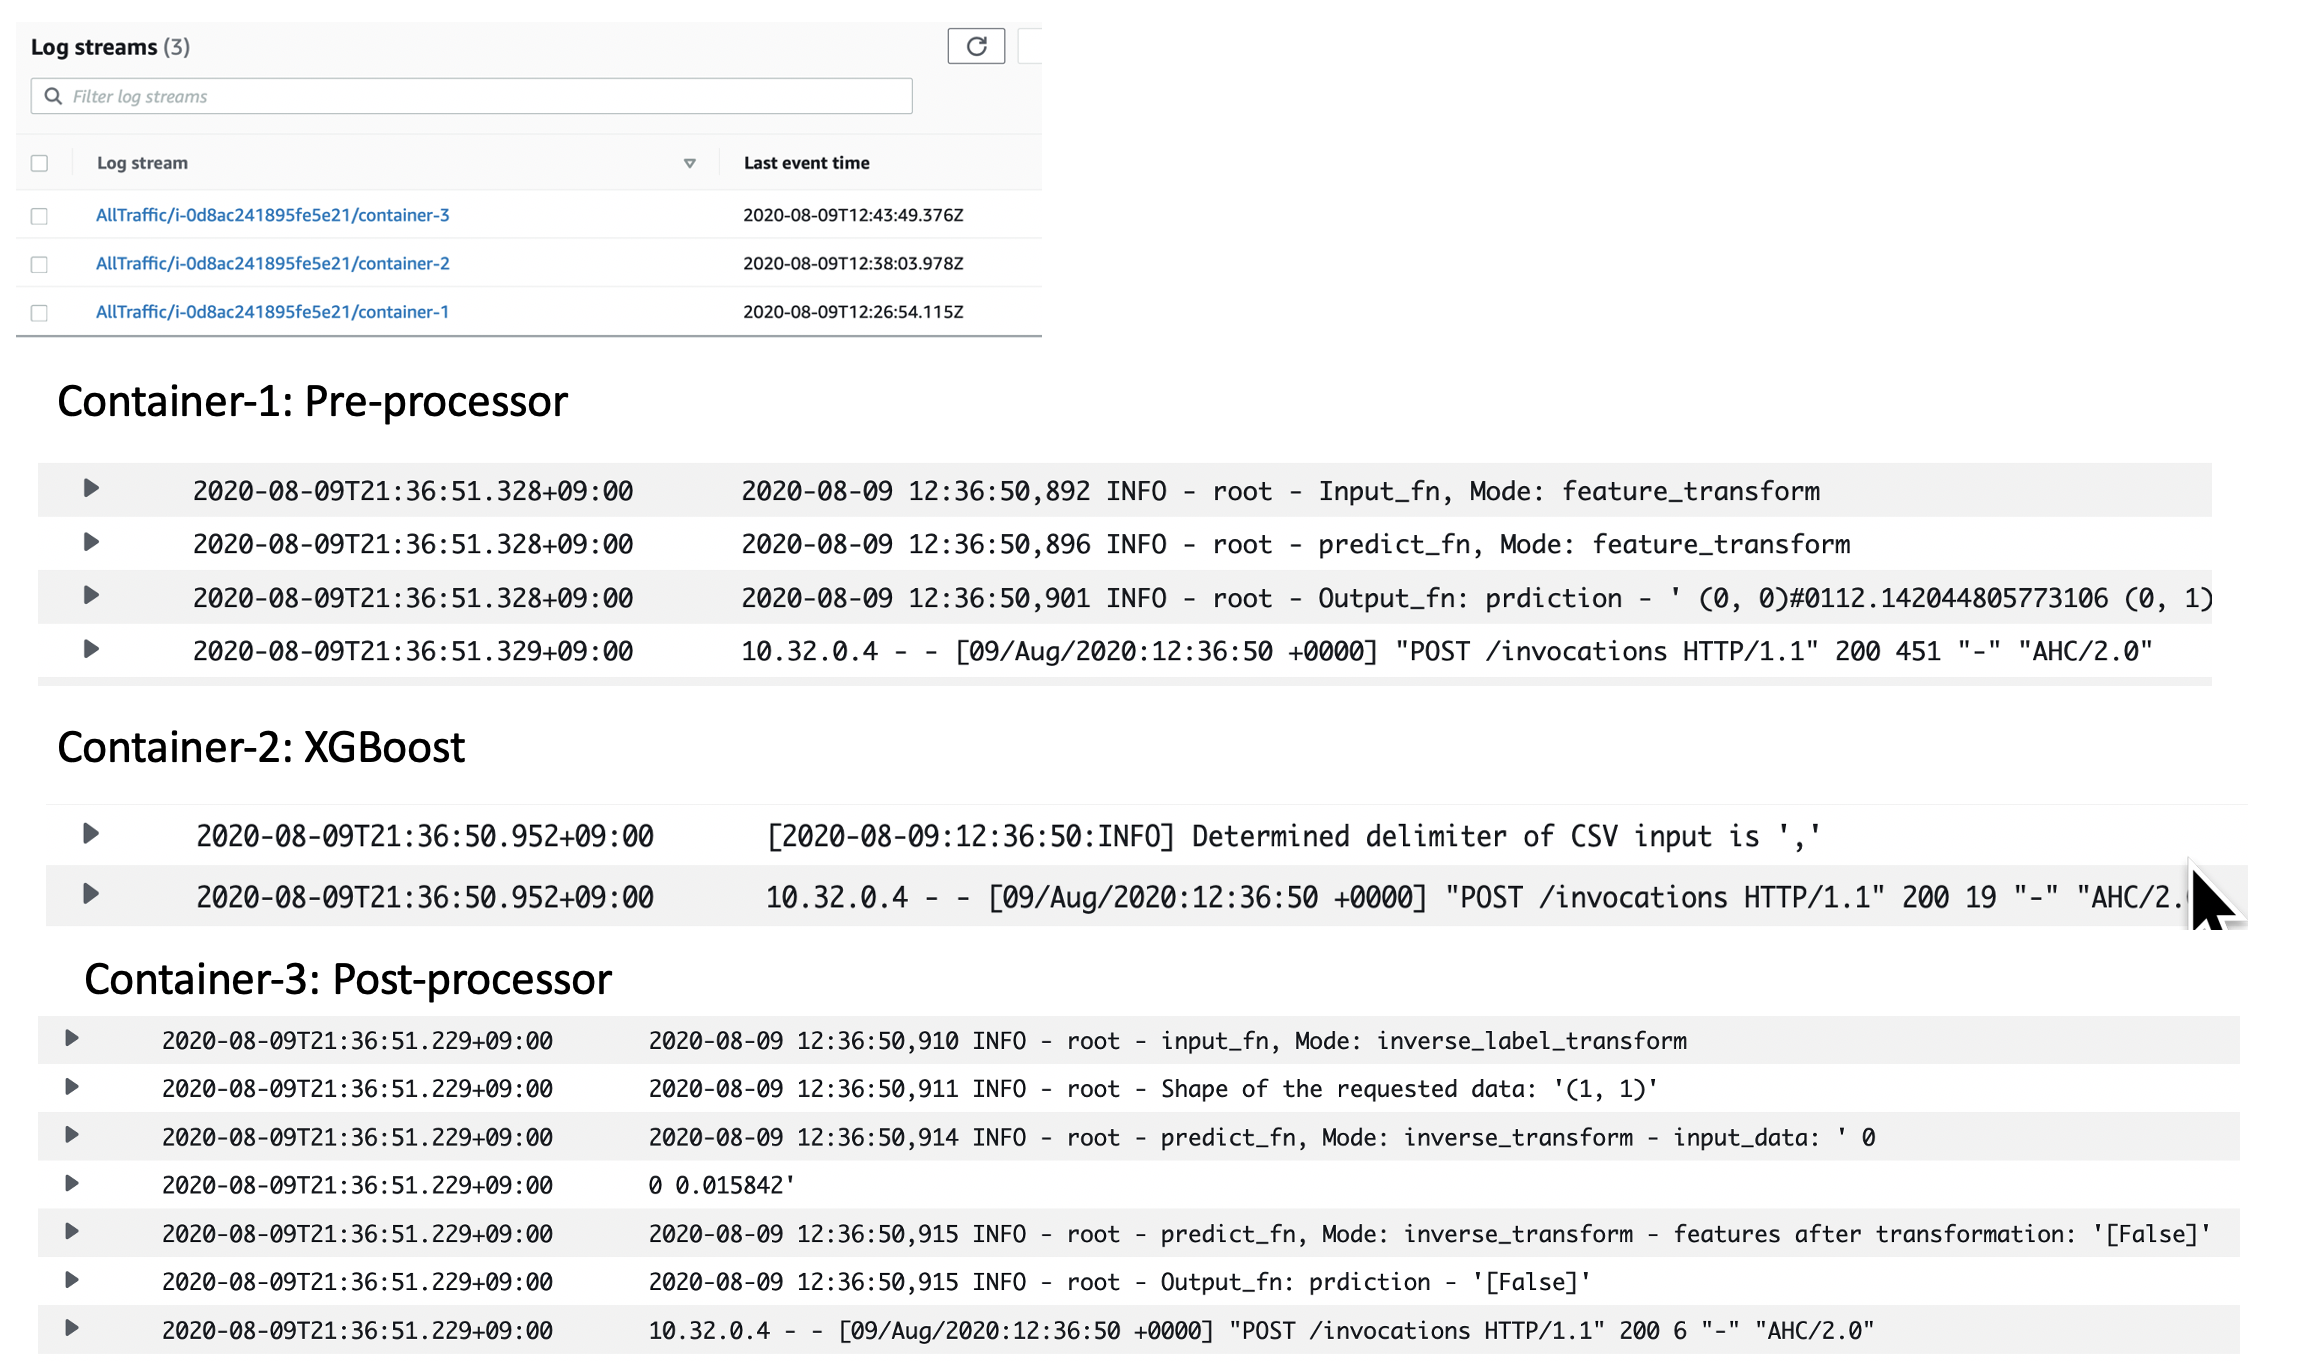 Log streams (3)
Filter log streams
Log stream Last event time
AllTraffic/i-0d8ac241895fe5e21/container-3 2020-08-09T12:43:49.376Z
AllTraffic/i-0d8ac241895fe5e21/container-2 2020-08-09T12:38:03.978Z
AllTraffic/i-0d8ac241895fe5e21/container-1 2020-08-09T12:26:54.115Z
Container-1: Pre-processor
2020-08-09T21:36:51.328+09:00 2020-08-09 12:36:50,892 INFO - root - Input_fn, Mode: feature_transform
2020-08-09T21:36:51.328+09:00 2020-08-09 12:36:50,896 INFO - root - predict_fn, Mode: feature_transform
2020-08-09T21:36:51.328+09:00 2020-08-09 12:36:50,901 INFO - root - Output_fn: prdiction - ' (0, 0)#0112.142044805773106 (0, 1)
2020-08-09T21:36:51.329+09:00 10.32.0.4 - - [09/Aug/2020:12:36:50 +0000] "POST /invocations HTTP/1.1" 200 451 "-" "AHC/2.0"
Container-2: XGBoost
2020-08-09T21:36:50.952+09:00 [2020-08-09:12:36:50:INFO] Determined delimiter of CSV input is ','
2020-08-09T21:36:50.952+09:00 10.32.0.4 - - [09/Aug/2020:12:36:50 +0000] "POST /invocations HTTP/1.1" 200 19 "-" "AHC/2.
Container-3: Post-processor
2020-08-09T21:36:51.229+09:00 2020-08-09 12:36:50,910 INFO - root - input_fn, Mode: inverse_label_transform
2020-08-09T21:36:51.229+09:00 2020-08-09 12:36:50,911 INFO - root - Shape of the requested data: '(1, 1)'
2020-08-09T21:36:51.229+09:00 2020-08-09 12:36:50,914 INFO - root - predict_fn, Mode: inverse_transform - input_data: ' 0
2020-08-09T21:36:51.229+09:00 0 0.015842'
2020-08-09T21:36:51.229+09:00 2020-08-09 12:36:50,915 INFO - root - predict_fn, Mode: inverse_transform - features after transformation: '[False]'
2020-08-09T21:36:51.229+09:00 2020-08-09 12:36:50,915 INFO - root - Output_fn: prdiction - '[False]'
2020-08-09T21:36:51.229+09:00 10.32.0.4 - - [09/Aug/2020:12:36:50 +0000] "POST /invocations HTTP/1.1" 200 6 "-" "AHC/2.0"